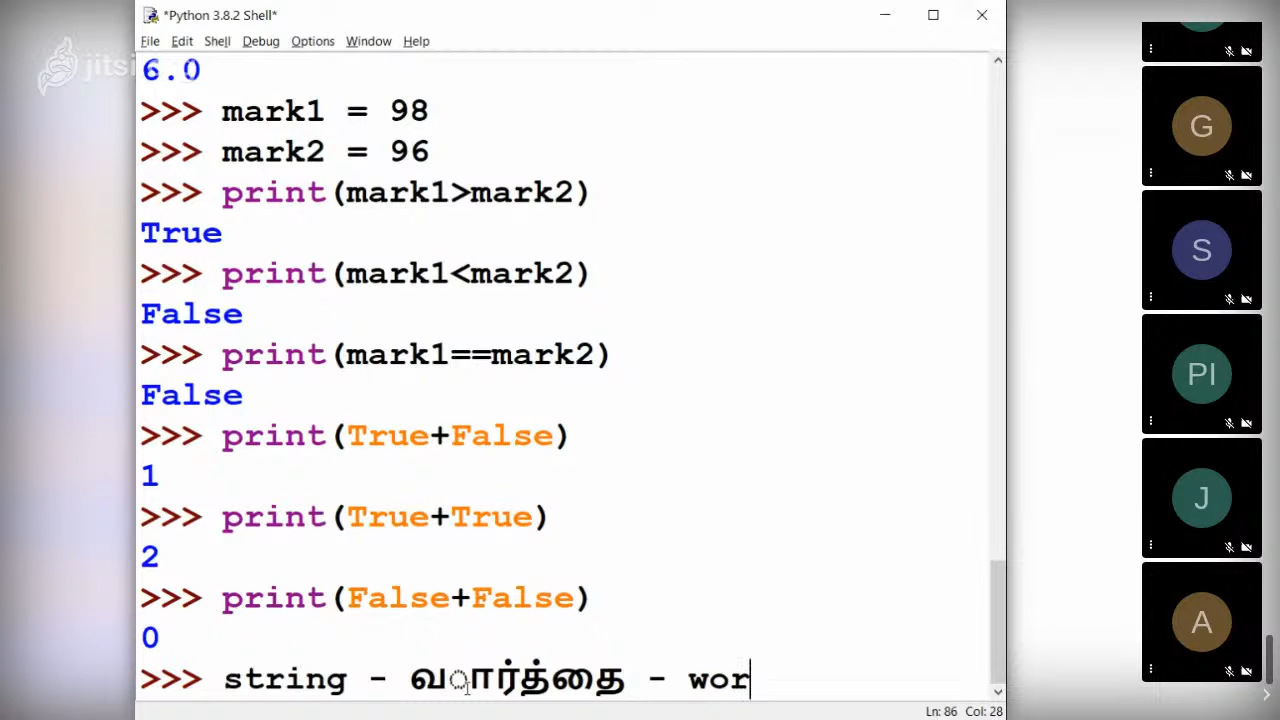 *Python 3.8.2 Shell*
File Edit Shell Debug Options Window Help
jitsi
6.0
>>> mark1 = 98
>>> mark2 = 96
>>> print(mark1>mark2)
True
>>> print(mark1<mark2)
False
>>> print(mark1==mark2)
False
>>> print(True+False)
1
>>> print(True+True)
2
>>> print(False+False)
0
>>> string - வார்த்தை - wor
Ln: 86 Col: 28
G
S
PI
J
A